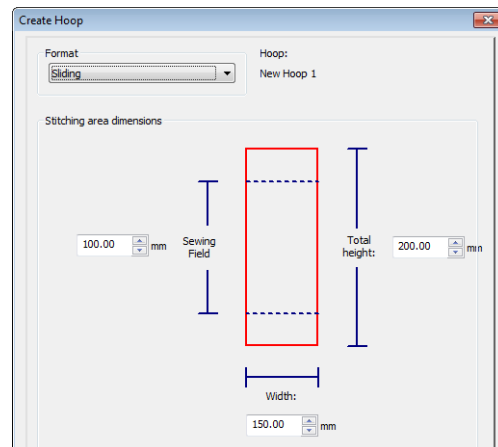 Create Hoop
Format
Sliding
Hoop:
New Hoop 1
Stitching area dimensions
100.00 mm
Sewing
Field
Total
height:
200.00 mm
Width:
150.00 mm